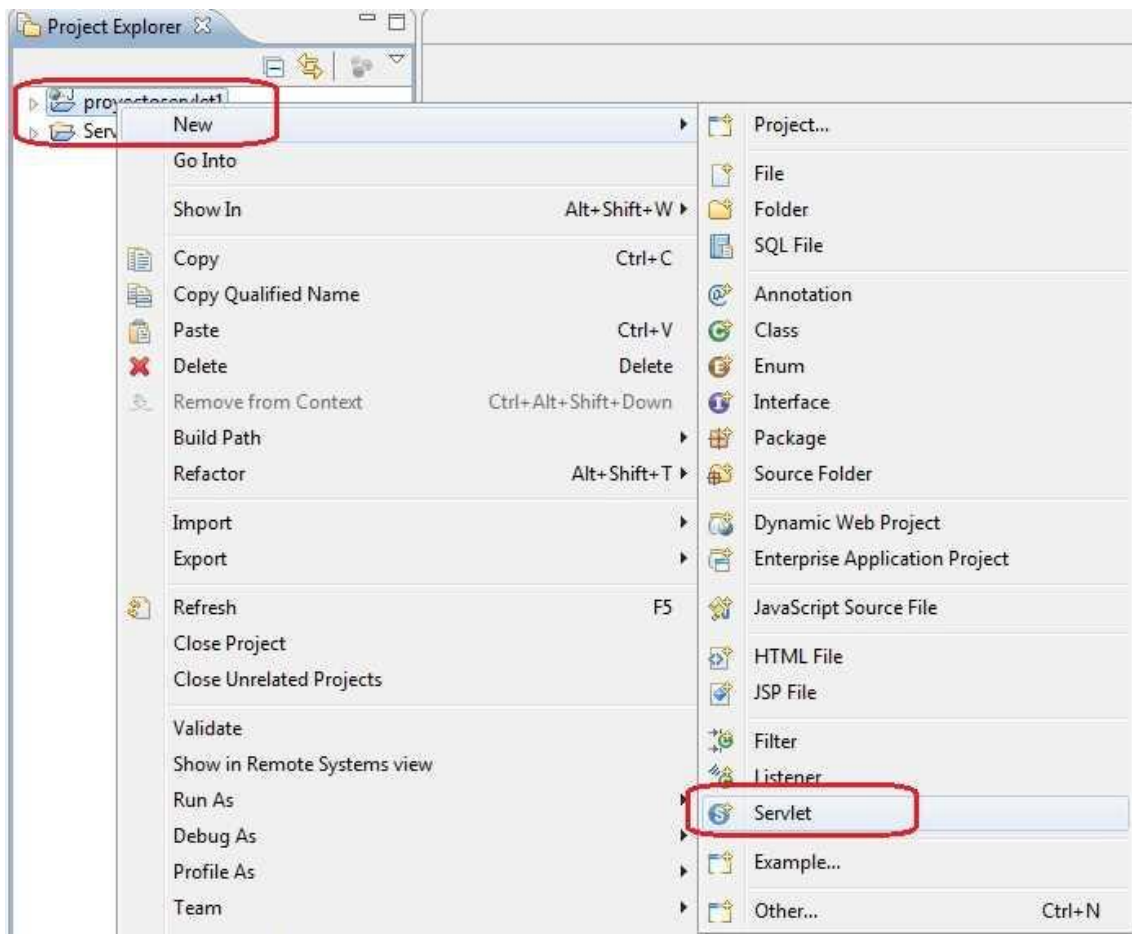 Project Explorer
proyectoservlet1
Serv
New
Go Into
Show In Alt+Shift+W
Copy Ctrl+C
Copy Qualified Name
Paste Ctrl+V
Delete Delete
Remove from Context Ctrl+Alt+Shift+Down
Build Path
Refactor Alt+Shift+T
Import
Export
Refresh F5
Close Project
Close Unrelated Projects
Validate
Show in Remote Systems view
Run As
Debug As
Profile As
Team
Project...
File
Folder
SQL File
Annotation
Class
Enum
Interface
Package
Source Folder
Dynamic Web Project
Enterprise Application Project
JavaScript Source File
HTML File
JSP File
Filter
Listener
Servlet
Example...
Other... Ctrl+N